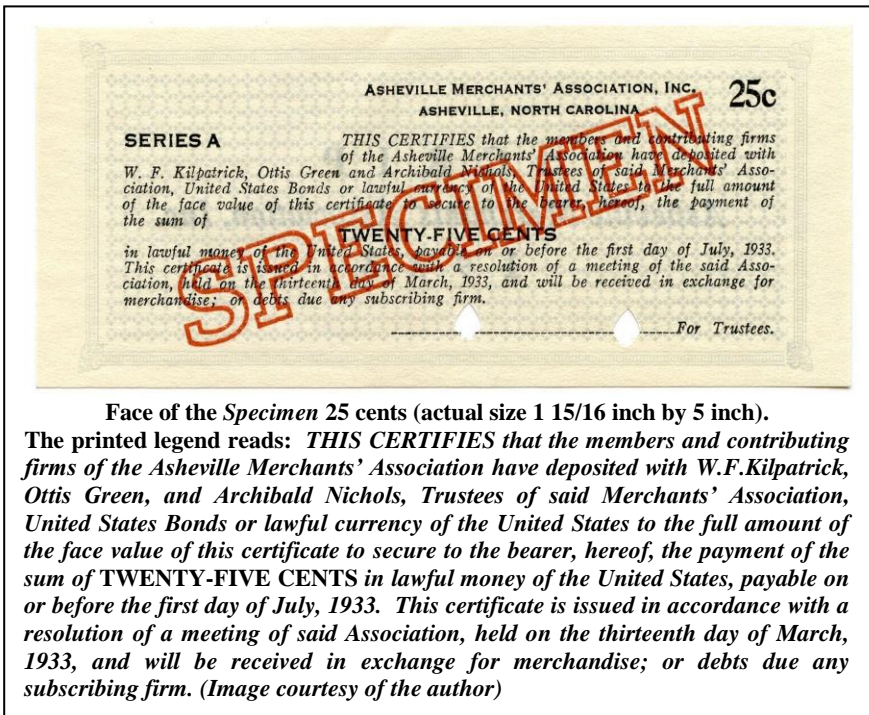 ASHEVILLE MERCHANTS' ASSOCIATION, INC.
25c
ASHEVILLE, NORTH CAROLINA
SERIES A
THIS CERTIFIES that the members and contributing firms
of the Asheville Merchants' Association have deposited with
W. F. Kilpatrick, Ottis Green and Archibald Nichols, Trustees of said Merchants' Asso-
ciation, United States Bonds or lawful currency of the United States to the full amount
of the face value of this certificate to secure to the bearer, hereof, the payment of
the sum of
TWENTY-FIVE CENTS
in lawful money of the United States, payable on or before the first day of July, 1933.
This certificate is issued in accordance with a resolution of a meeting of the said Asso-
ciation, held on the thirteenth day of March, 1933, and will be received in exchange for
merchandise; or debts due any subscribing firm.
For Trustees.
SPECIMEN
Face of the Specimen 25 cents (actual size 1 15/16 inch by 5 inch).
The printed legend reads: THIS CERTIFIES that the members and contributing
firms of the Asheville Merchants' Association have deposited with W.F.Kilpatrick,
Ottis Green, and Archibald Nichols, Trustees of said Merchants' Association,
United States Bonds or lawful currency of the United States to the full amount of
the face value of this certificate to secure to the bearer, hereof, the payment of the
sum of TWENTY-FIVE CENTS in lawful money of the United States, payable on
or before the first day of July, 1933. This certificate is issued in accordance with a
resolution of a meeting of said Association, held on the thirteenth day of March,
1933, and will be received in exchange for merchandise; or debts due any
subscribing firm. (Image courtesy of the author)